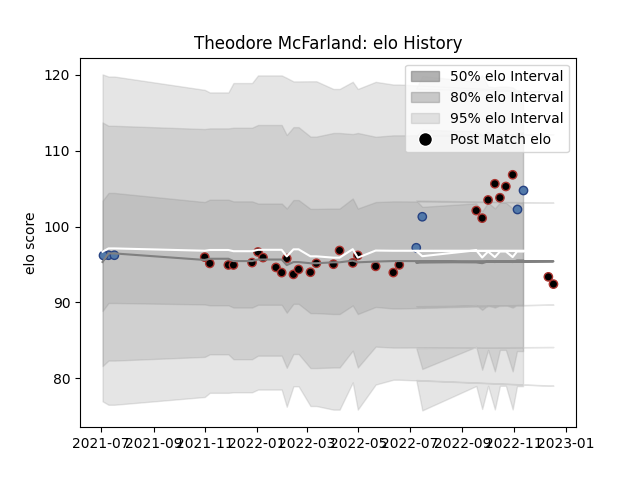 Theodore McFarland: elo History
50% elo Interval
80% elo Interval
95% elo Interval
Post Match elo
elo score
120
110
100
90
80
2021-07 2021-09 2021-11 2022-01 2022-03 2022-05 2022-07 2022-09 2022-11 2023-01